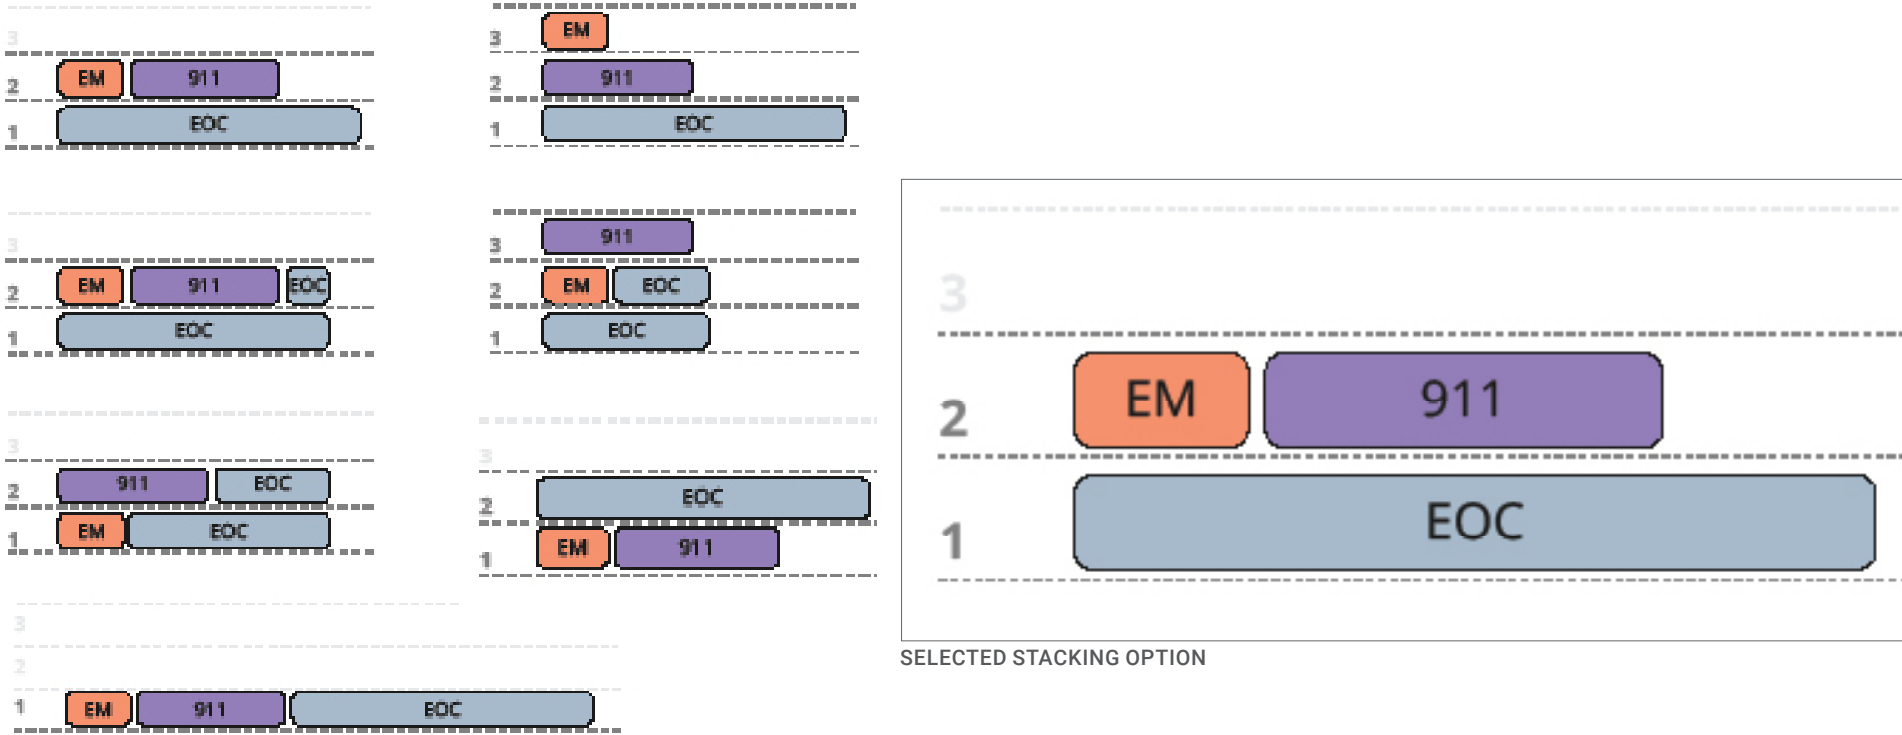 3
2 EM 911
1 EOC
3 EM
2 911
1 EOC
3
2 EM 911 EOC
1 EOC
3 911
2 EM EOC
1 EOC
3
2 911 EOC
1 EM EOC
3
2 EOC
1 EM 911
3
2
1 EM 911 EOC
3
2 EM 911
1 EOC
SELECTED STACKING OPTION